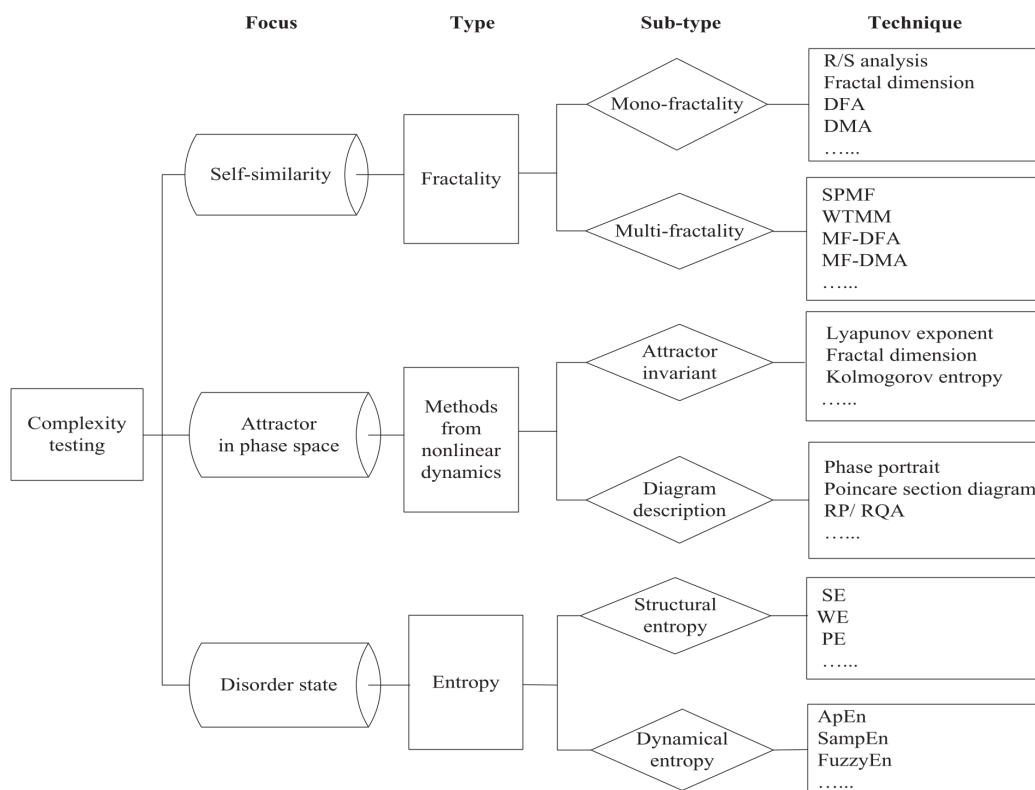 Focus
Type
Sub-type
Technique
R/S analysis
Fractal dimension
DFA
DMA
…...
Mono-fractality
Self-similarity
Fractality
SPMF
WTMM
MF-DFA
MF-DMA
…...
Multi-fractality
Lyapunov exponent
Fractal dimension
Kolmogorov entropy
…...
Attractor
invariant
Complexity
testing
Attractor
in phase space
Methods
from
nonlinear
dynamics
Phase portrait
Poincare section diagram
RP/ RQA
…...
Diagram
description
SE
WE
PE
…...
Structural
entropy
Disorder state
Entropy
ApEn
SampEn
FuzzyEn
…...
Dynamical
entropy